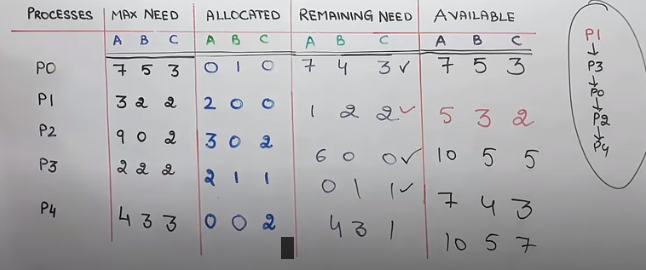 PROCESSES MAX NEED ALLOCATED REMAINING NEED AVAILABLE
A B C A B C A B C A B C
P0 7 5 3 0 1 0 7 4 3 ✓ 7 5 3
P1 3 2 2 2 0 0 1 2 2 ✓ 5 3 2
P2 9 0 2 3 0 2 6 0 0 ✓ 10 5 5
P3 2 2 2 2 1 1 0 1 1 ✓ 7 4 3
P4 4 3 3 0 0 2 4 3 1 10 5 7
P1
↓
P3
↓
P0
↓
P2
↓
P4